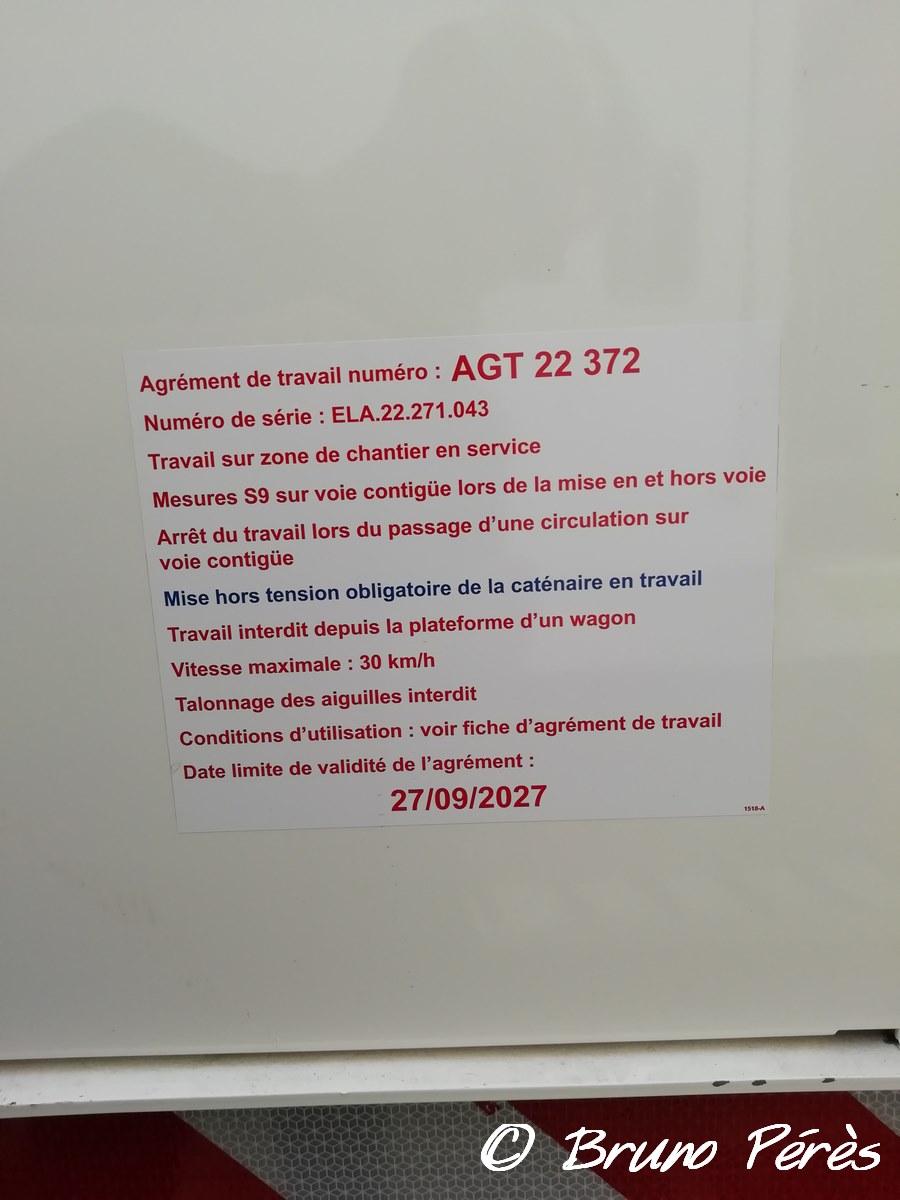 Agrément de travail numéro : AGT 22 372
Numéro de série : ELA.22.271.043
Travail sur zone de chantier en service
Mesures S9 sur voie contigüe lors de la mise en et hors voie
Arrêt du travail lors du passage d'une circulation sur
voie contigüe
Mise hors tension obligatoire de la caténaire en travail
Travail interdit depuis la plateforme d'un wagon
Vitesse maximale : 30 km/h
Talonnage des aiguilles interdit
Conditions d'utilisation : voir fiche d'agrément de travail
Date limite de validité de l'agrément :
27/09/2027
1518-A
© Bruno Pérès